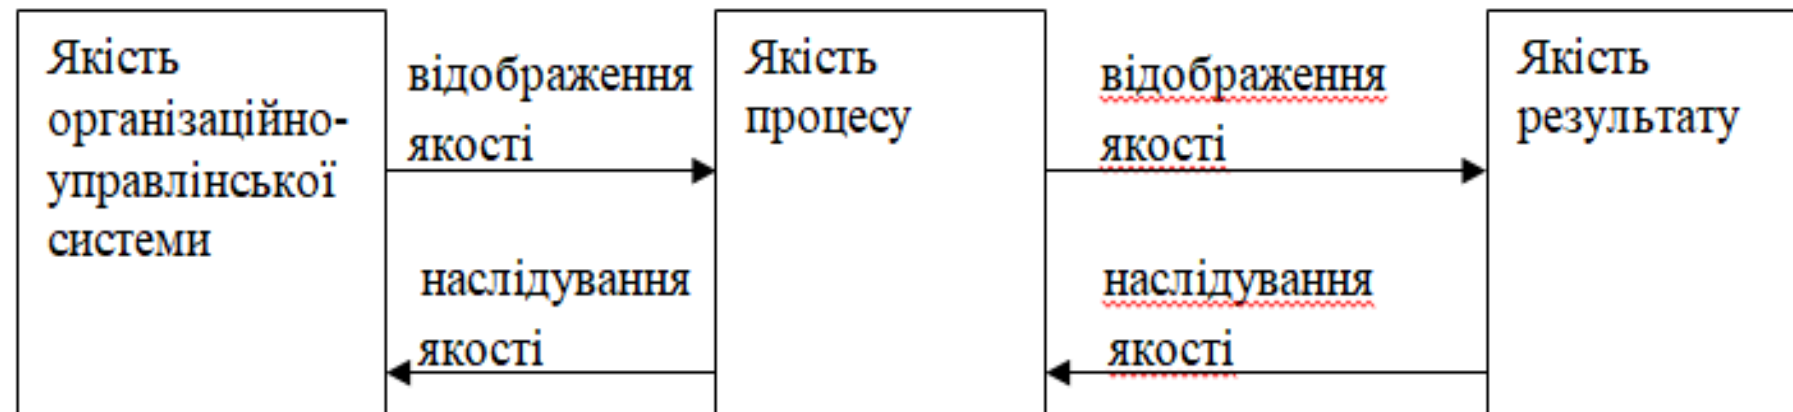 Якість
організаційно-
управлінської
системи
відображення
якості
наслідування
якості
Якість
процесу
відображення
якості
наслідування
якості
Якість
результату